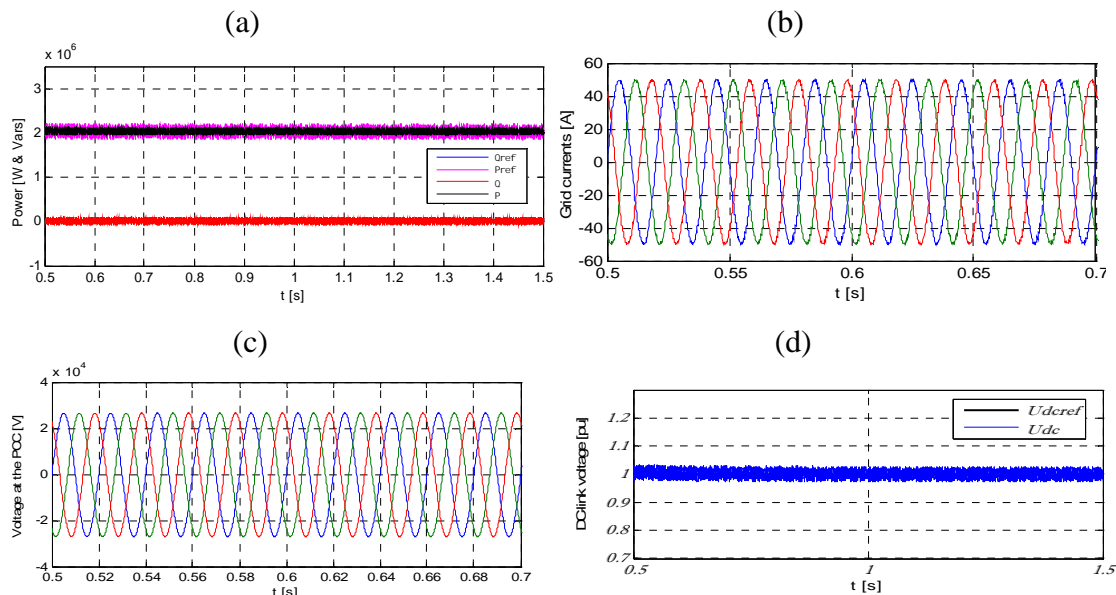 (a)
x 10^6
Power [W & Vars]
3
2
1
0
-1
Qref
Pref
Q
P
0.5 0.6 0.7 0.8 0.9 1 1.1 1.2 1.3 1.4 1.5
t [s]
(b)
Grid currents [A]
60
40
20
0
-20
-40
-60
0.5 0.55 0.6 0.65 0.7
t [s]
(c)
x 10^4
Voltage at the PCC [V]
4
2
0
-2
-4
0.5 0.52 0.54 0.56 0.58 0.6 0.62 0.64 0.66 0.68 0.7
t [s]
(d)
DC link voltage [pu]
1.2
1.1
1
0.9
0.8
0.7
Udcref
Udc
0.5 1 1.5
t [s]